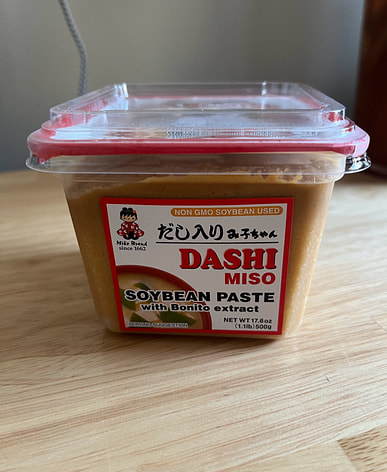 NON GMO SOYBEAN USED
Miko Brand
since 1662
だし入り み子ちゃん
DASHI
MISO
SOYBEAN PASTE
with Bonito extract
SERVING SUGGESTION
NET WT 17.6oz
(1.1lb) 500g